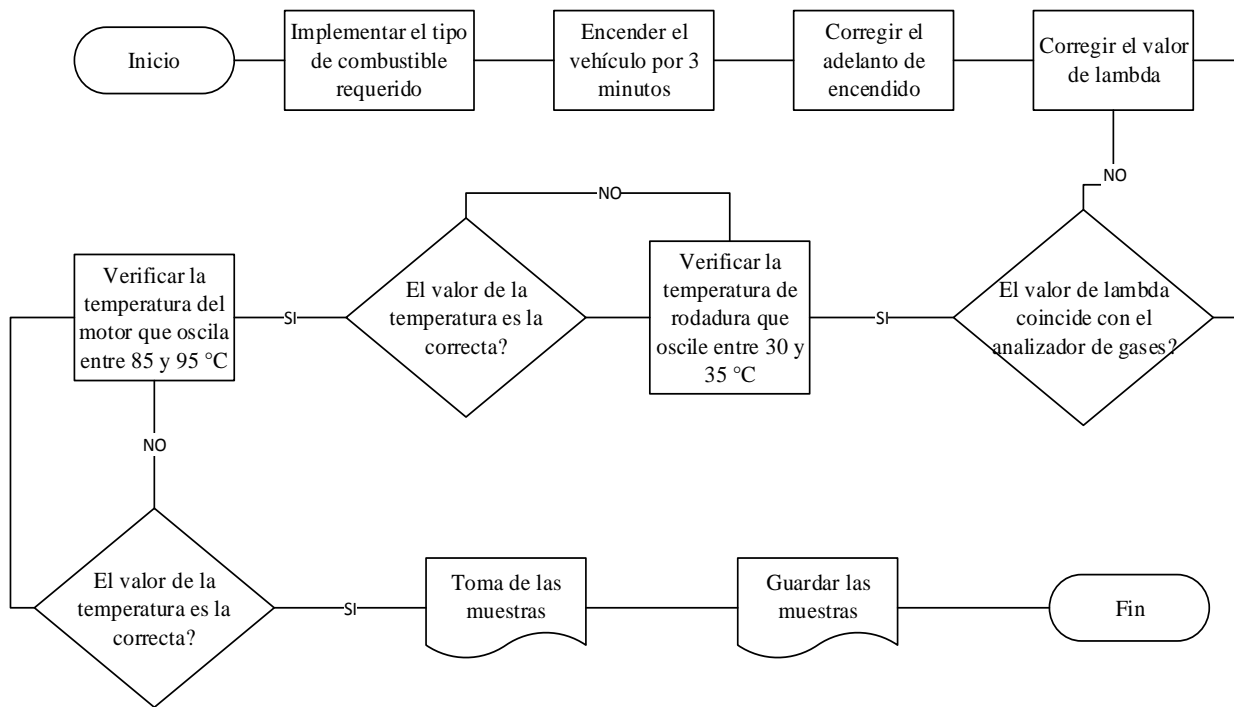 Inicio
Implementar el tipo
de combustible
requerido
Encender el
vehículo por 3
minutos
Corregir el
adelanto de
encendido
Corregir el valor
de lambda
NO
El valor de lambda
coincide con el
analizador de gases?
SI
Verificar la
temperatura de
rodadura que
oscile entre 30 y
35 °C
NO
El valor de la
temperatura es la
correcta?
SI
Verificar la
temperatura del
motor que oscila
entre 85 y 95 °C
NO
El valor de la
temperatura es la
correcta?
SI
Toma de las
muestras
Guardar las
muestras
Fin